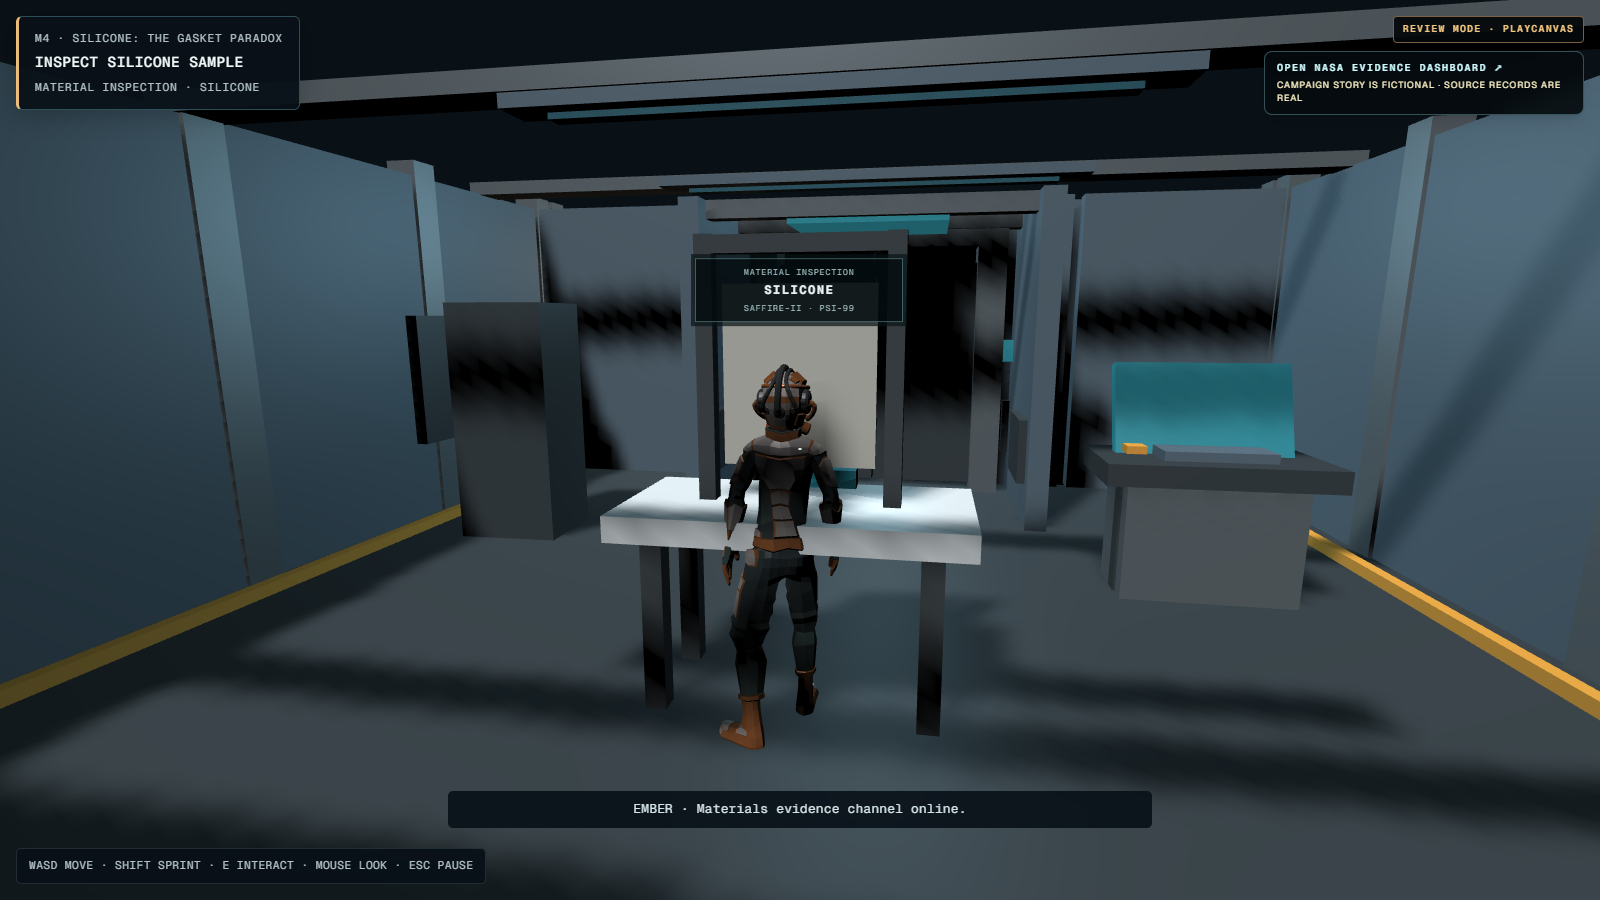 M4 · SILICONE: THE GASKET PARADOX
INSPECT SILICONE SAMPLE
MATERIAL INSPECTION · SILICONE
REVIEW MODE · PLAYCANVAS
OPEN NASA EVIDENCE DASHBOARD ↗
CAMPAIGN STORY IS FICTIONAL · SOURCE RECORDS ARE
REAL
MATERIAL INSPECTION
SILICONE
SAFFIRE-II · PSI-99
EMBER · Materials evidence channel online.
WASD MOVE · SHIFT SPRINT · E INTERACT · MOUSE LOOK · ESC PAUSE